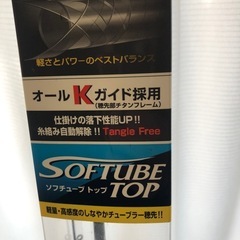 軽さとパワーのベストバランス
オールKガイド採用
(穂先部チタンフレーム)
仕掛けの落下性能UP!!
糸絡み自動解除!! Tangle Free
SOFTUBE
ソフチューブ トップ TOP
軽量・高感度のしなやかチューブラー穂先!!